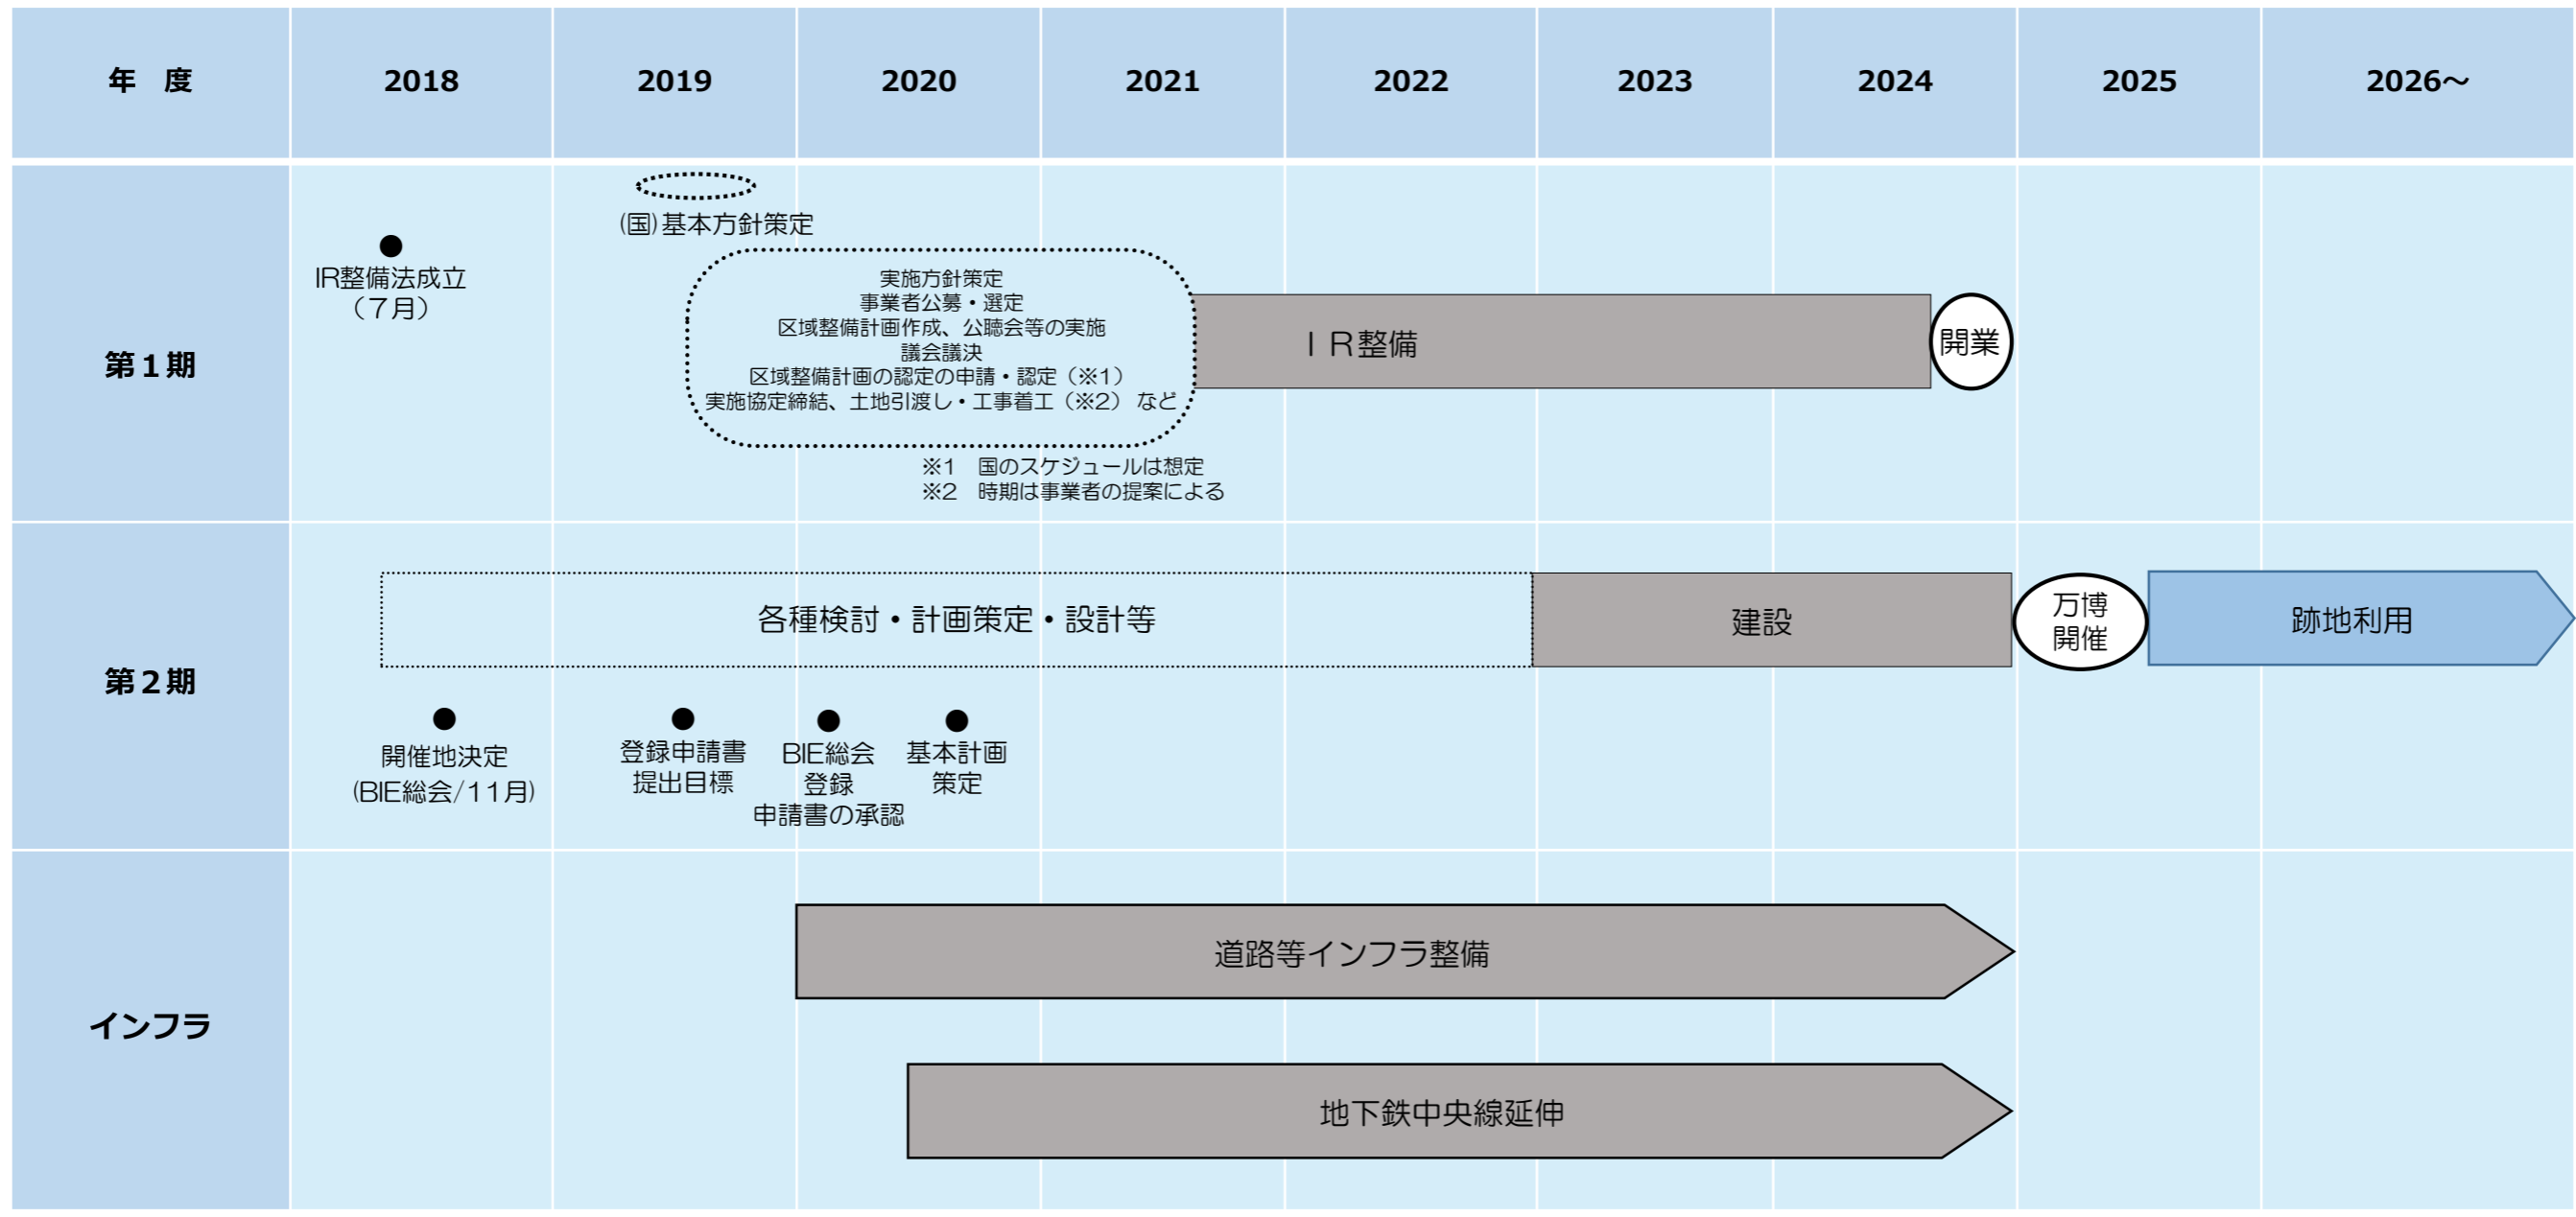 年　度
2018
2019
2020
2021
2022
2023
2024
2025
2026～
第１期
IR整備法成立
（７月）
(国)基本方針策定
実施方針策定
事業者公募・選定
区域整備計画作成、公聴会等の実施
議会議決
区域整備計画の認定の申請・認定（※1）
実施協定締結、土地引渡し・工事着工（※2） など
※1　国のスケジュールは想定
※2　時期は事業者の提案による
ＩＲ整備
開業
第２期
各種検討・計画策定・設計等
建設
万博
開催
跡地利用
開催地決定
(BIE総会/11月)
登録申請書
提出目標
BIE総会
登録
申請書の承認
基本計画
策定
インフラ
道路等インフラ整備
地下鉄中央線延伸